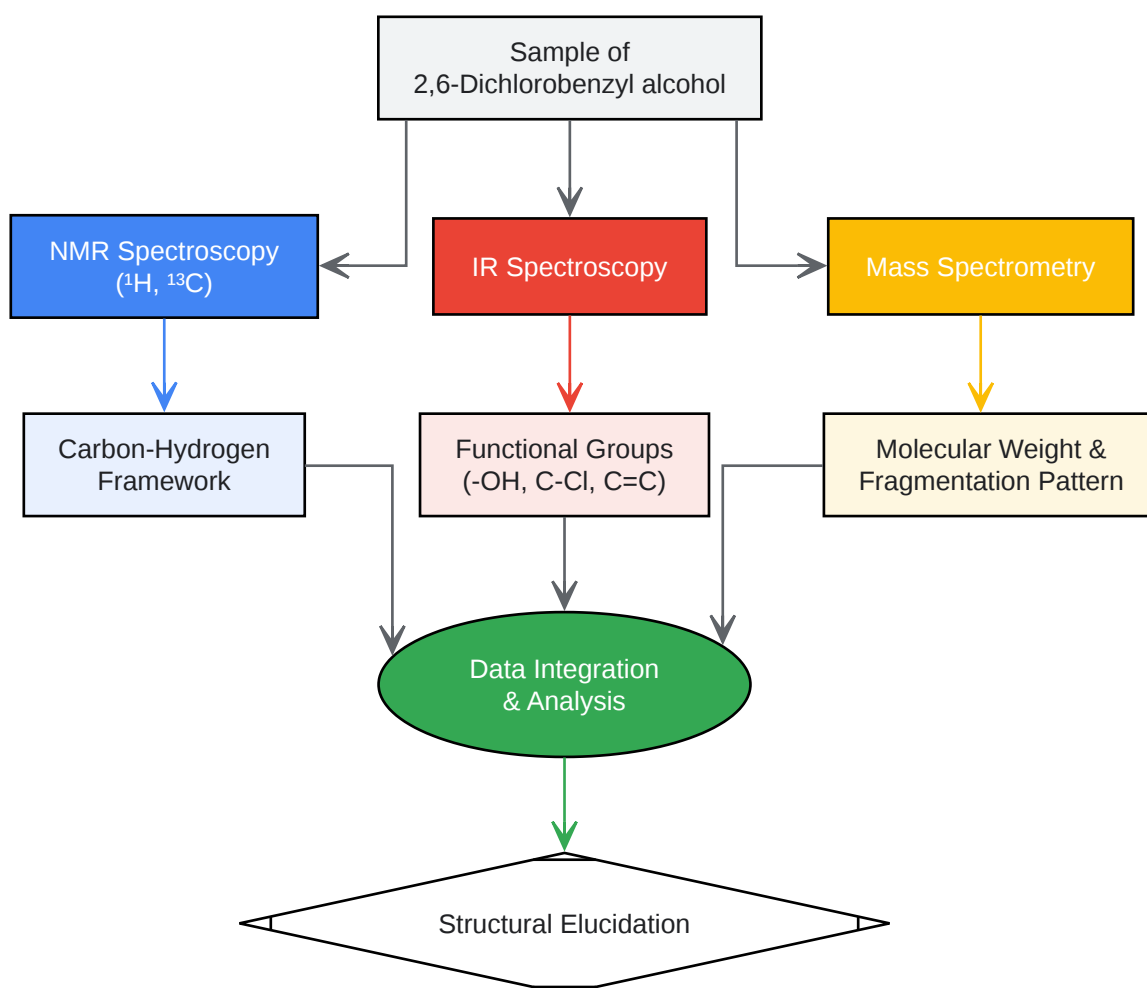 Sample of
2,6-Dichlorobenzyl alcohol
NMR Spectroscopy
(¹H, ¹³C)
IR Spectroscopy
Mass Spectrometry
Carbon-Hydrogen
Framework
Functional Groups
(-OH, C-Cl, C=C)
Molecular Weight &
Fragmentation Pattern
Data Integration
& Analysis
Structural Elucidation